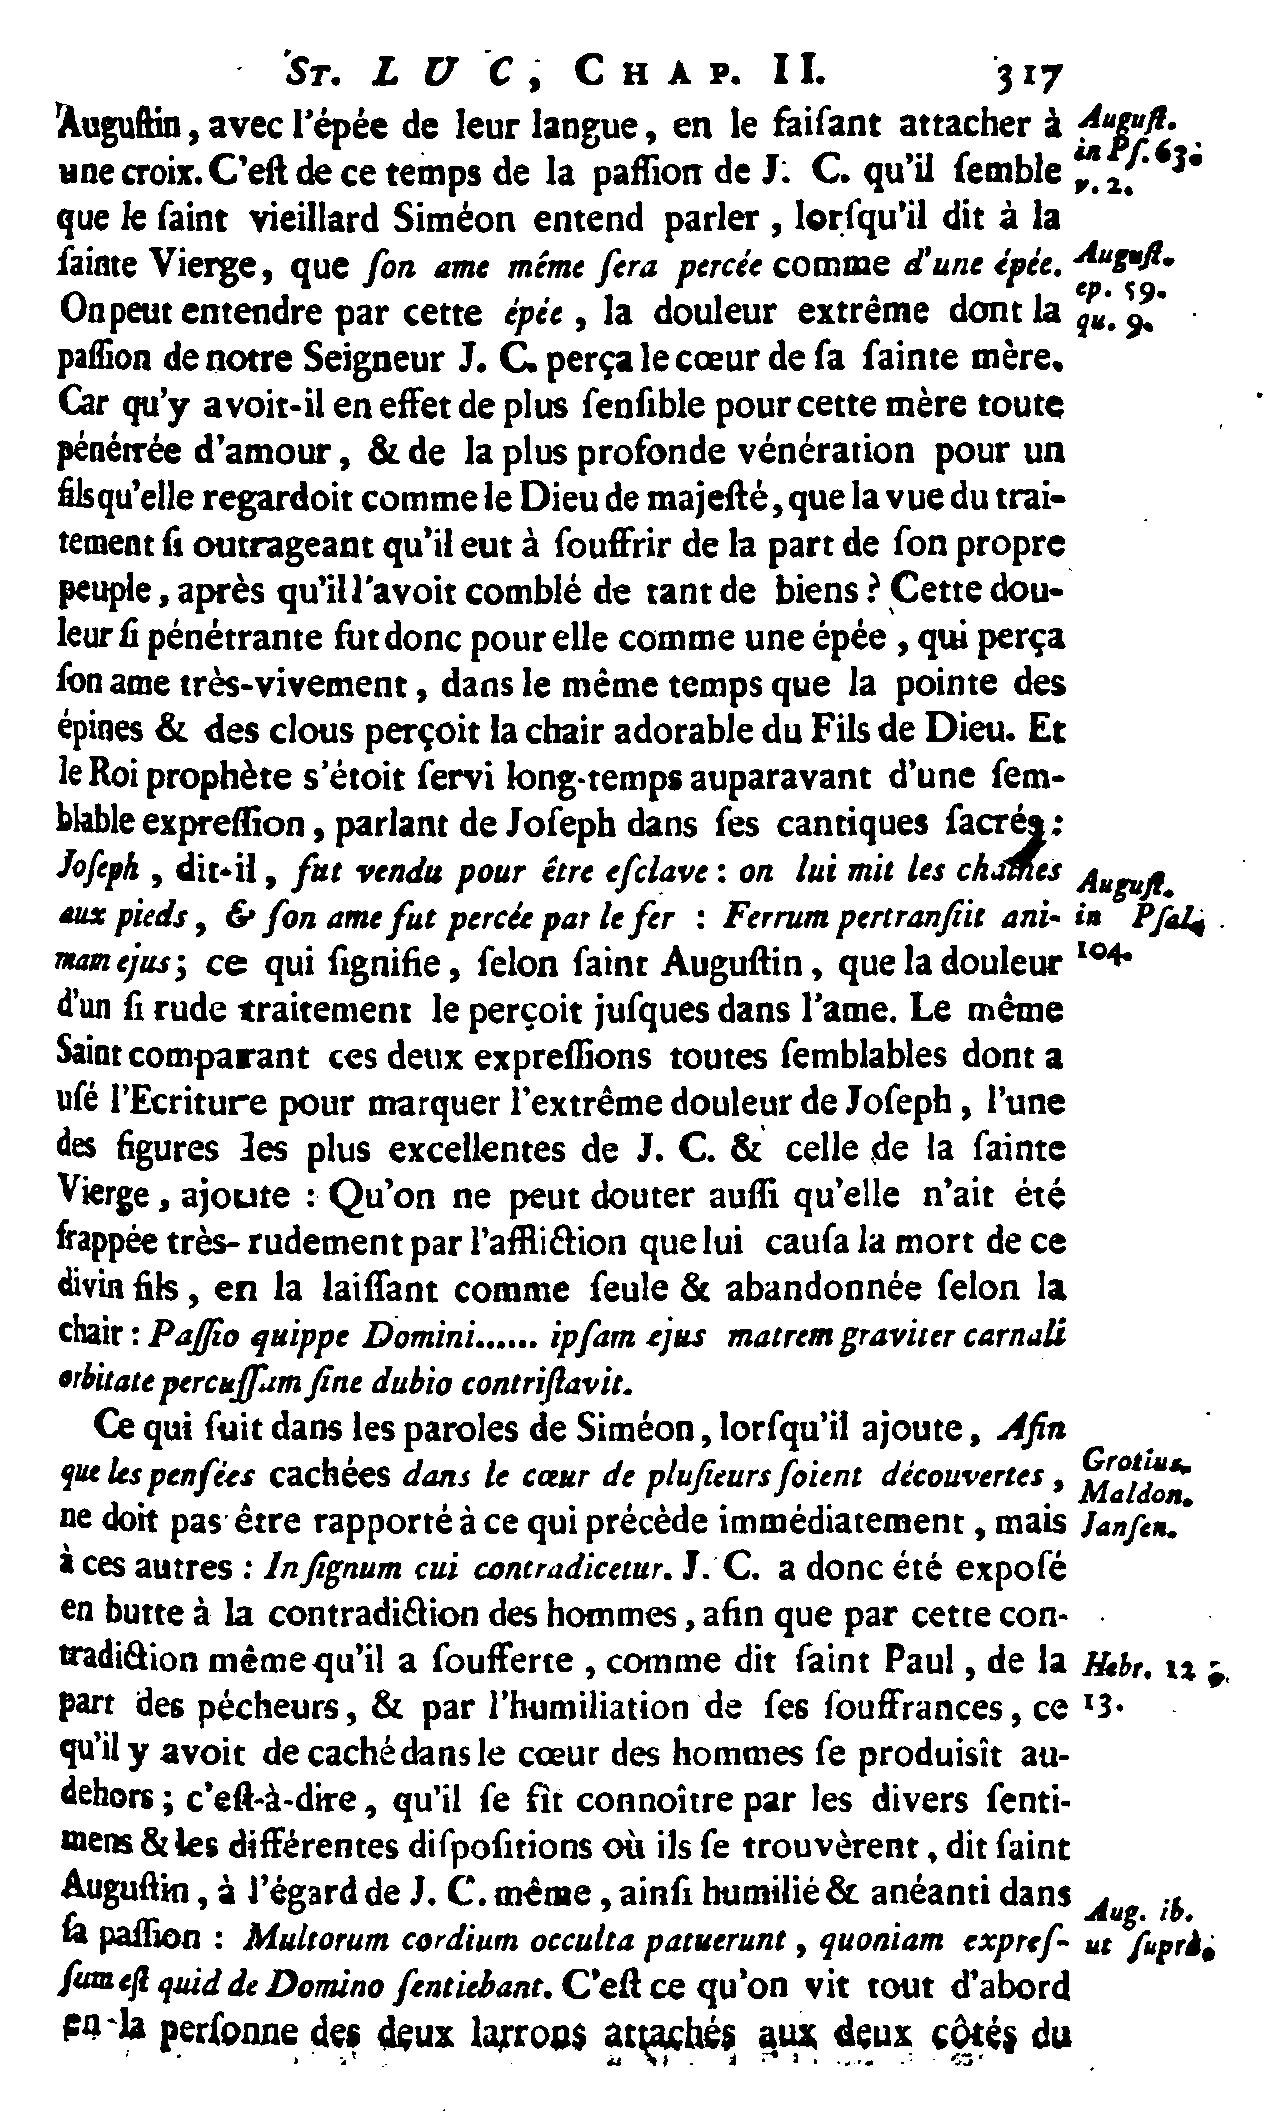 St. LUC, CHAP. II. 317
Auguſtin, avec l'épée de leur langue, en le faiſant attacher à
une croix. C'eſt de ce temps de la paſſion de J. C. qu'il ſemble
que le ſaint vieillard Siméon entend parler, lorſqu'il dit à la
ſainte Vierge, que ſon ame même ſera percée comme d'une épée.
On peut entendre par cette épée, la douleur extrême dont la
paſſion de notre Seigneur J. C. perça le cœur de ſa ſainte mère.
Car qu'y avoit-il en effet de plus ſenſible pour cette mère toute
pénétrée d'amour, & de la plus profonde vénération pour un
fils qu'elle regardoit comme le Dieu de majeſté, que la vue du trai-
tement ſi outrageant qu'il eut à ſouffrir de la part de ſon propre
peuple, après qu'il l'avoit comblé de tant de biens? Cette dou-
leur ſi pénétrante fut donc pour elle comme une épée, qui perça
ſon ame très-vivement, dans le même temps que la pointe des
épines & des clous perçoit la chair adorable du Fils de Dieu. Et
le Roi prophète s'étoit ſervi long-temps auparavant d'une ſem-
blable expreſſion, parlant de Joſeph dans ſes cantiques ſacrés:
Joſeph, dit-il, fut vendu pour être eſclave: on lui mit les chaînes
aux pieds, & ſon ame fut percée par le fer : Ferrum pertranſiit ani-
mam ejus; ce qui ſignifie, ſelon ſaint Auguſtin, que la douleur
d'un ſi rude traitement le perçoit juſques dans l'ame. Le même
Saint comparant ces deux expreſſions toutes ſemblables dont a
uſé l'Ecriture pour marquer l'extrême douleur de Joſeph, l'une
des figures les plus excellentes de J. C. & celle de la ſainte
Vierge, ajoute : Qu'on ne peut douter auſſi qu'elle n'ait été
frappée très-rudement par l'affliction que lui cauſa la mort de ce
divin fils, en la laiſſant comme ſeule & abandonnée ſelon la
chair : Paſſio quippe Domini...... ipſam ejus matrem graviter carnali
orbitate percuſſam ſine dubio contriſtavit.
Ce qui ſuit dans les paroles de Siméon, lorſqu'il ajoute, Afin
que les penſées cachées dans le cœur de pluſieurs ſoient découvertes,
ne doit pas être rapporté à ce qui précède immédiatement, mais
à ces autres : In ſignum cui contradicetur. J. C. a donc été expoſé
en butte à la contradiction des hommes, afin que par cette con-
tradiction même qu'il a ſoufferte, comme dit ſaint Paul, de la
part des pécheurs, & par l'humiliation de ſes ſouffrances, ce
qu'il y avoit de caché dans le cœur des hommes ſe produisît au-
dehors; c'eſt-à-dire, qu'il ſe fît connoître par les divers ſenti-
mens & les différentes diſpoſitions où ils ſe trouvèrent, dit ſaint
Auguſtin, à l'égard de J. C. même, ainſi humilié & anéanti dans
ſa paſſion : Multorum cordium occulta patuerunt, quoniam expreſ-
ſum eſt quid de Domino ſentiebant. C'eſt ce qu'on vit tout d'abord
en la perſonne des deux larrons attachés aux deux côtés du
Auguſt.
in Pſ. 63.
v. 2.
Auguſt.
ep. 59.
qu. 9.
Auguſt.
in Pſal.
104.
Grotius.
Maldon.
Janſen.
Hebr. 12
13.
Aug. ib.
ut ſuprà.